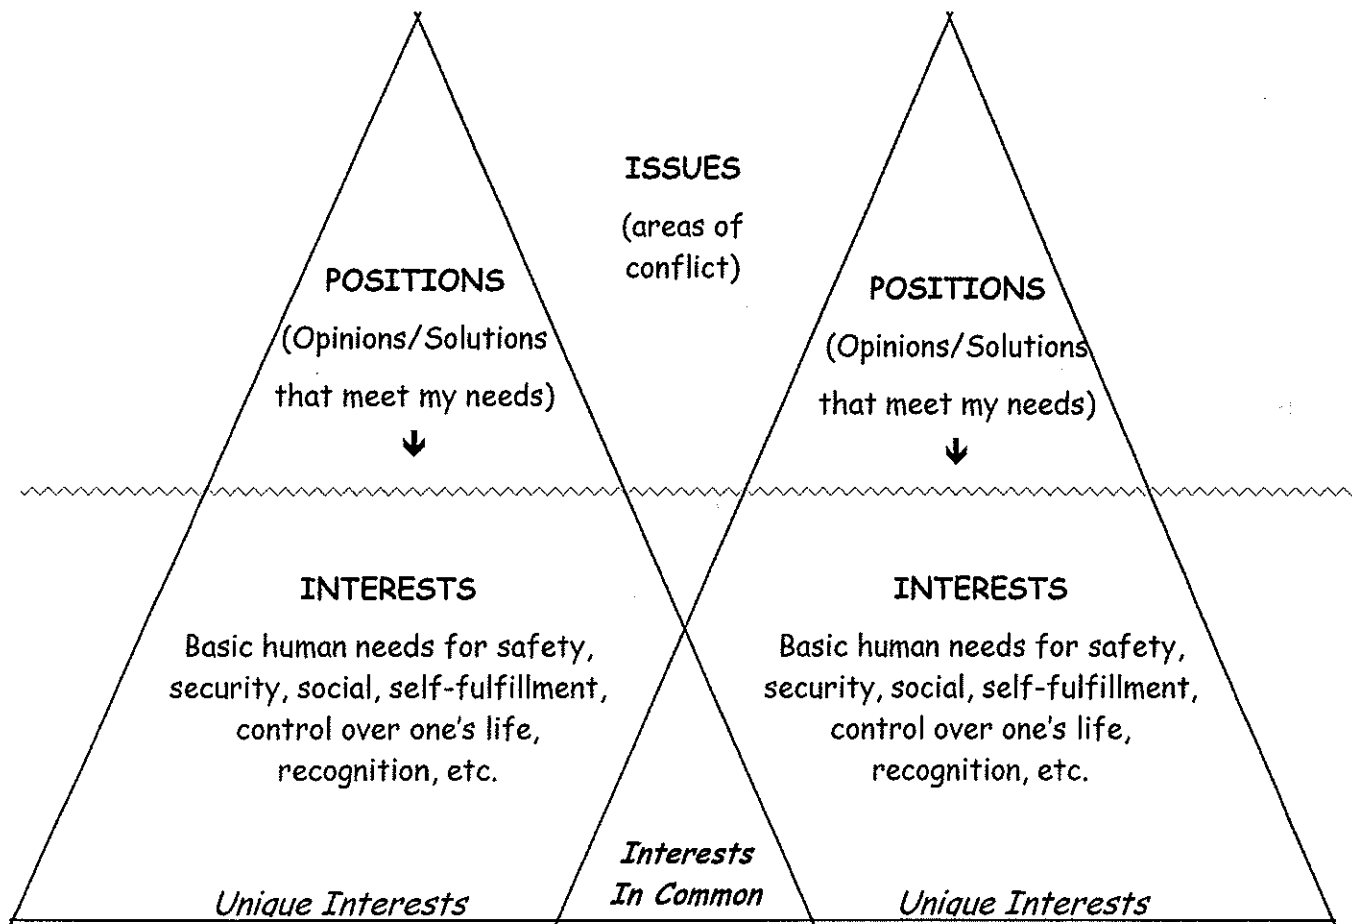 ISSUES
(areas of
conflict)
POSITIONS
(Opinions/Solutions
that meet my needs)
POSITIONS
(Opinions/Solutions
that meet my needs)
INTERESTS
Basic human needs for safety,
security, social, self-fulfillment,
control over one's life,
recognition, etc.
INTERESTS
Basic human needs for safety,
security, social, self-fulfillment,
control over one's life,
recognition, etc.
Unique Interests
Interests
In Common
Unique Interests